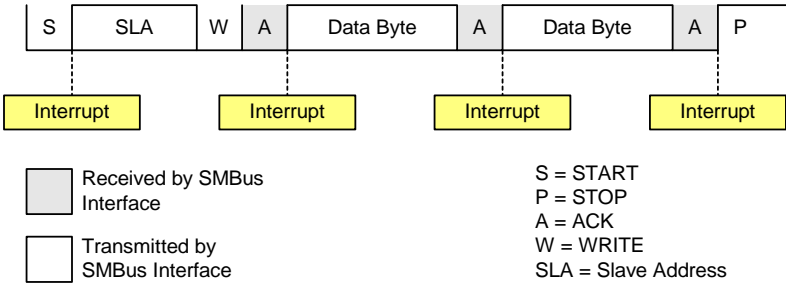 S SLA W A Data Byte A Data Byte A P
Interrupt Interrupt Interrupt Interrupt
Received by SMBus
Interface
Transmitted by
SMBus Interface
S = START
P = STOP
A = ACK
W = WRITE
SLA = Slave Address